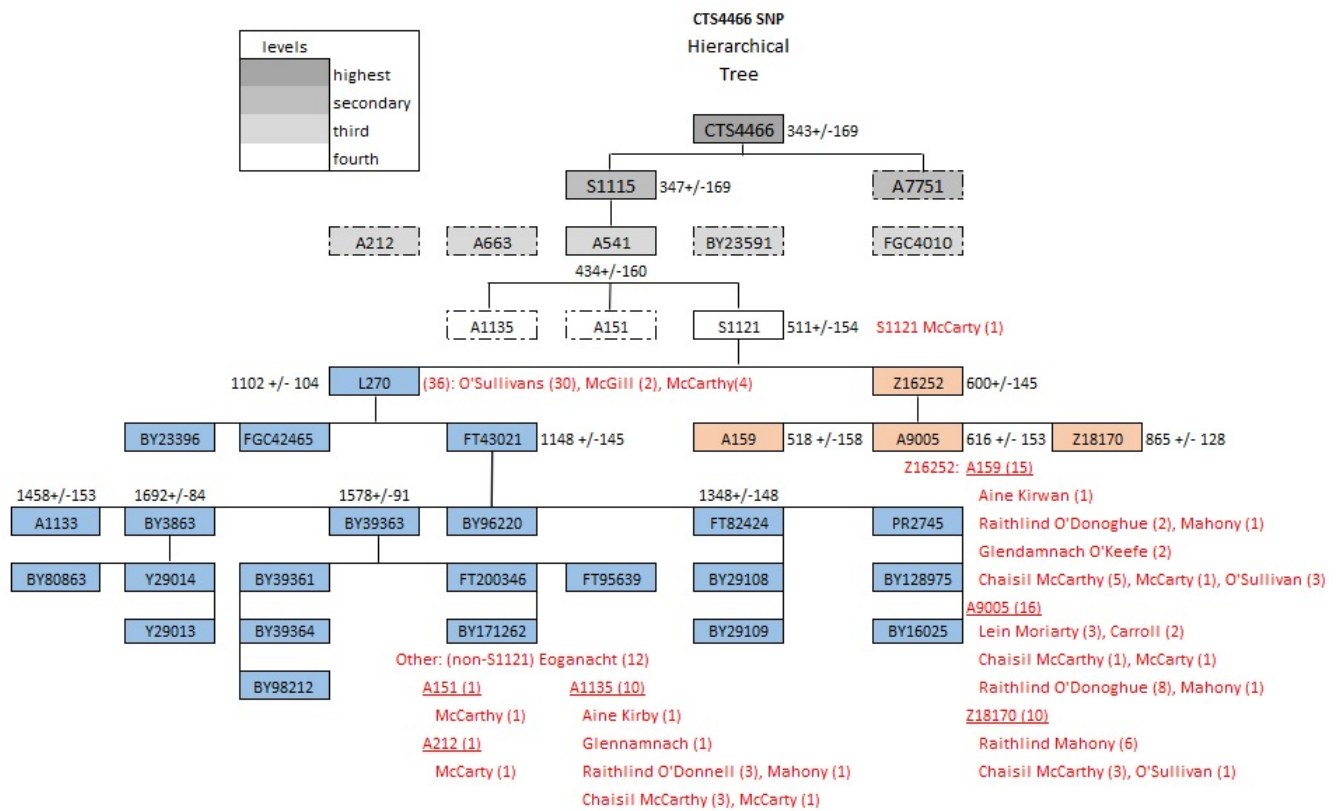 CTS4466 SNP
Hierarchical
Tree
levels
highest
secondary
third
fourth
CTS4466 343+/-169
S1115 347+/-169 A7751
A212 A663 A541 BY23591 FGC4010
434+/-160
A1135 A151 S1121 511+/-154 S1121 McCarty (1)
1102 +/- 104 L270 (36): O'Sullivans (30), McGill (2), McCarthy(4) Z16252 600+/-145
BY23396 FGC42465 FT43021 1148 +/-145 A159 518 +/-158 A9005 616 +/- 153 Z18170 865 +/- 128
Z16252: A159 (15)
Aine Kirwan (1)
Raithlind O'Donoghue (2), Mahony (1)
Glendamnach O'Keefe (2)
Chaisil McCarthy (5), McCarty (1), O'Sullivan (3)
A9005 (16)
Lein Moriarty (3), Carroll (2)
Chaisil McCarthy (1), McCarty (1)
Raithlind O'Donoghue (8), Mahony (1)
Z18170 (10)
Raithlind Mahony (6)
Chaisil McCarthy (3), O'Sullivan (1)
1458+/-153 1692+/-84 1578+/-91 1348+/-148
A1133 BY3863 BY39363 BY96220 FT82424 PR2745
BY80863 Y29014 BY39361 FT200346 FT95639 BY29108 BY128975
Y29013 BY39364 BY171262 BY29109 BY16025
BY98212
Other: (non-S1121) Eoganacht (12)
A151 (1)
McCarthy (1)
A212 (1)
McCarty (1)
A1135 (10)
Aine Kirby (1)
Glennamnach (1)
Raithlind O'Donnell (3), Mahony (1)
Chaisil McCarthy (3), McCarty (1)